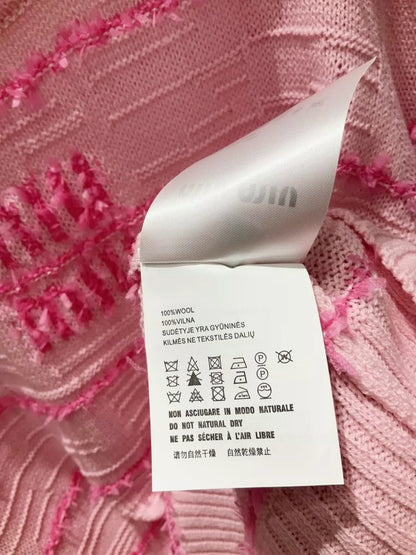 100%WOOL
100%VILNA
SUDĖTYJE YRA GYŪNINĖS
KILMĖS NE TEKSTILĖS DALIŲ
NON ASCIUGARE IN MODO NATURALE
DO NOT NATURAL DRY
NE PAS SÉCHER À L'AIR LIBRE
请勿自然干燥 自然乾燥禁止